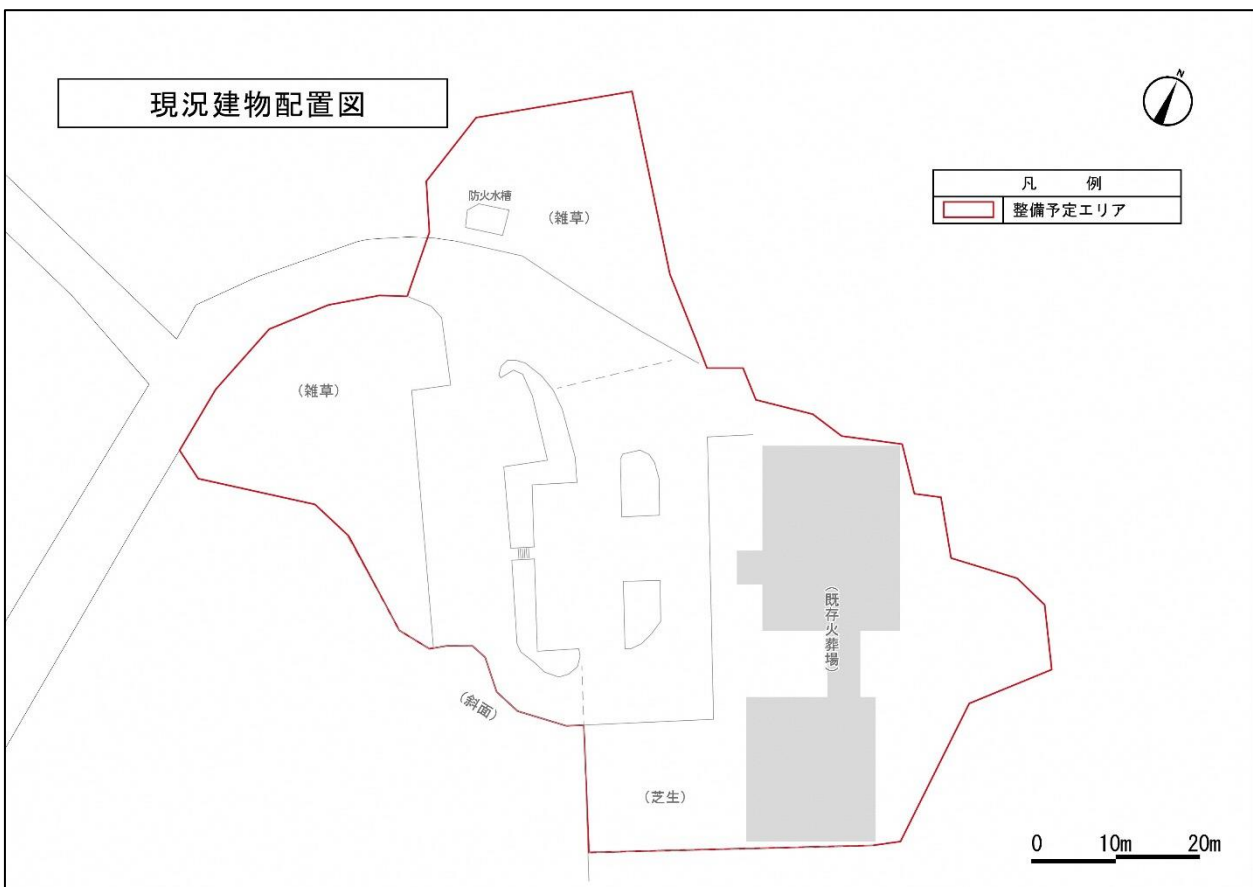 現況建物配置図
N
凡 例
整備予定エリア
防火水槽
(雑草)
(雑草)
(既存火葬場)
(斜面)
(芝生)
0 10m 20m